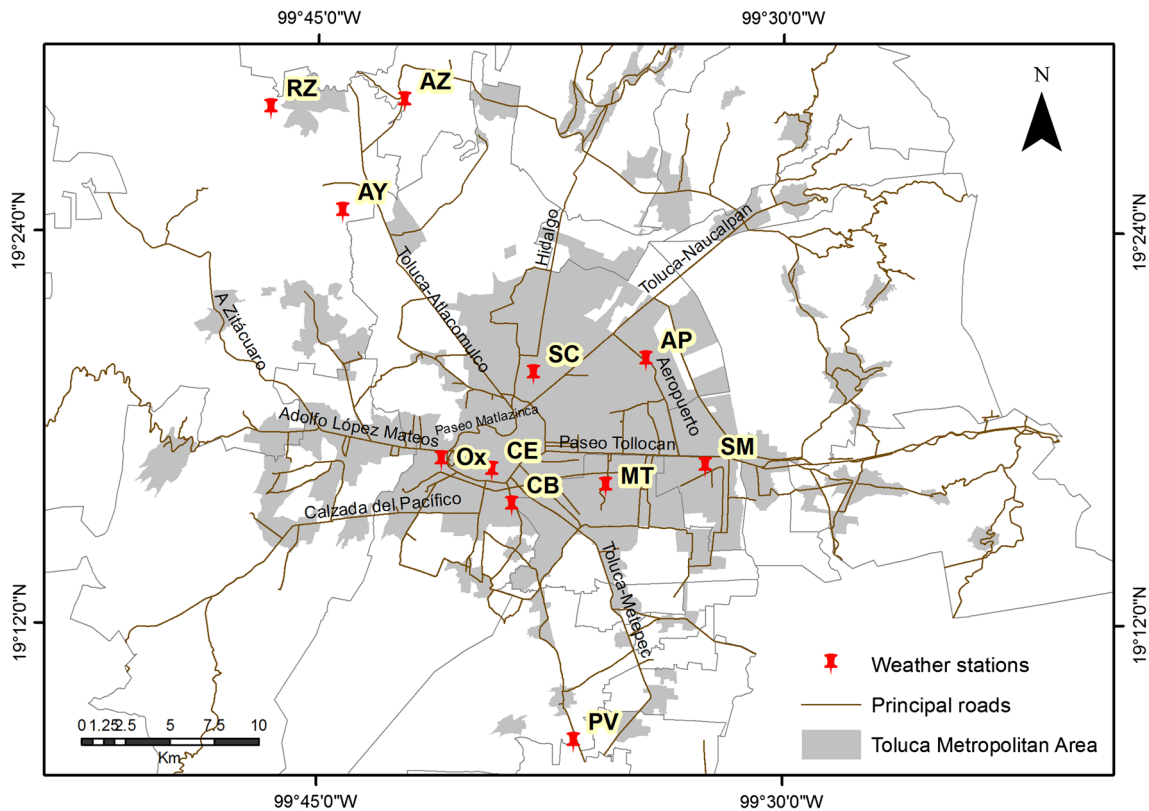 99°45'0"W
99°30'0"W
N
RZ
AZ
AY
19°24'0"N
19°24'0"N
Hidalgo
Toluca-Naucalpan
Toluca-Atlacomulco
A Zitácuaro
SC
AP
Aeropuerto
Adolfo López Mateos
Paseo Matlazinca
Paseo Tollocan
SM
Ox
CE
MT
CB
Calzada del Pacífico
Toluca-Metepec
19°12'0"N
19°12'0"N
PV
Weather stations
Principal roads
Toluca Metropolitan Area
0 1.25 2.5 5 7.5 10
Km
99°45'0"W
99°30'0"W